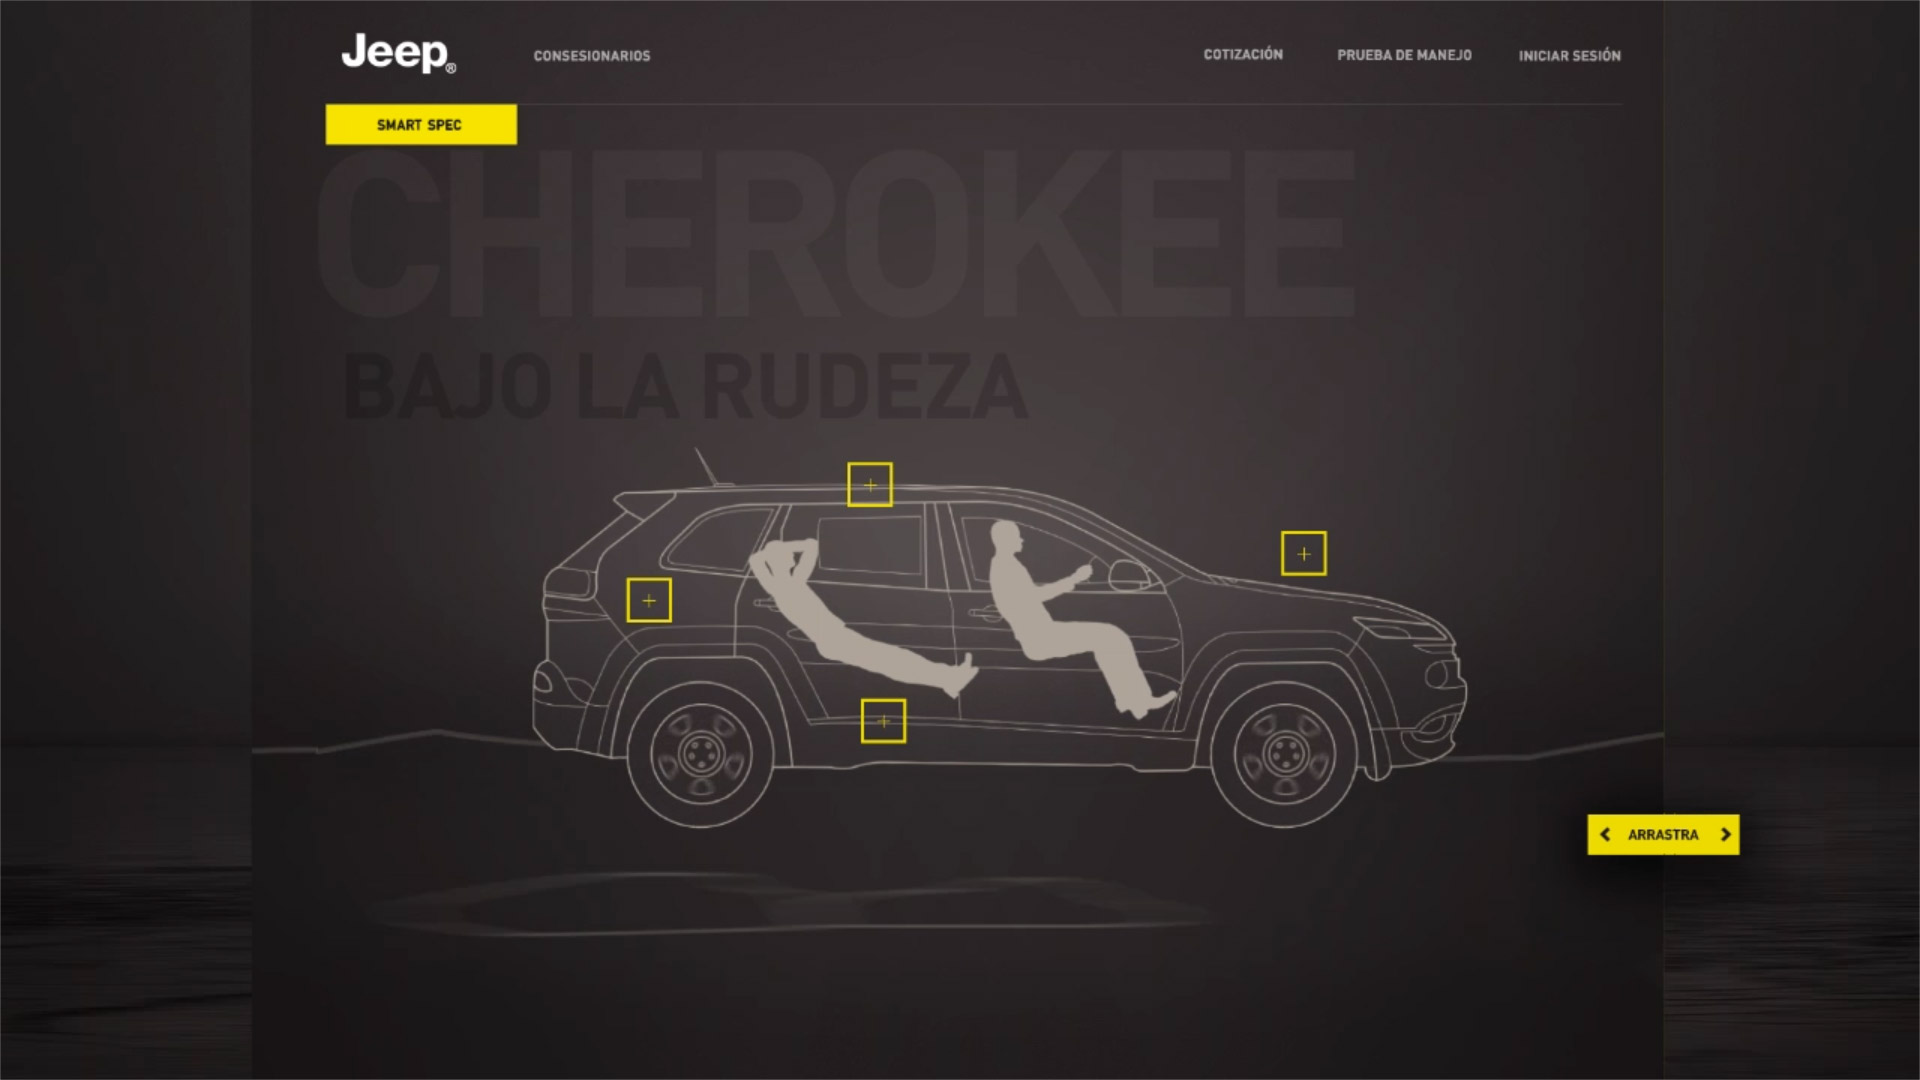 Jeep®
CONSESIONARIOS
COTIZACIÓN
PRUEBA DE MANEJO
INICIAR SESIÓN
SMART SPEC
CHEROKEE
BAJO LA RUDEZA
ARRASTRA